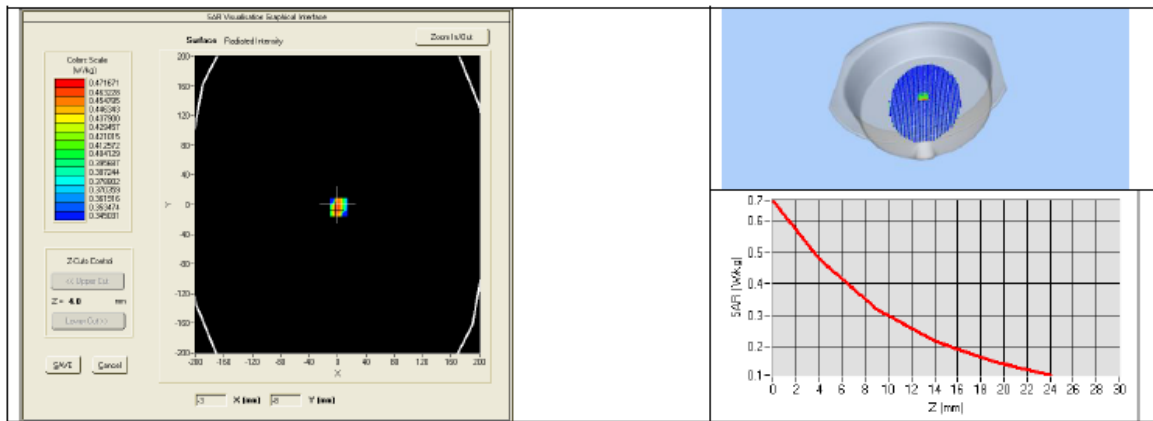 SAR Visualisation Graphical Interface
Surface Radiated Intensity
Zoom In/Out
Colors Scale
(W/kg)
0.471671
0.463228
0.454785
0.446343
0.437900
0.429457
0.421015
0.412572
0.404129
0.395687
0.387244
0.378802
0.370359
0.361916
0.353474
0.345031
200
160
120
80
40
0
-40
-80
-120
-160
-200
Y
-200 -160 -120 -80 -40 0 40 80 120 160 200
X
Z-Cuts Control
<< Upper Cut
Z = 4.0 mm
Lower Cut >>
SAVE Cancel
-3 X (mm) -8 Y (mm)
0.7
0.5
0.4
0.3
0.2
0.1
SAR (W/kg)
0 2 4 6 8 10 12 14 16 18 20 22 24 26 28 30
Z (mm)